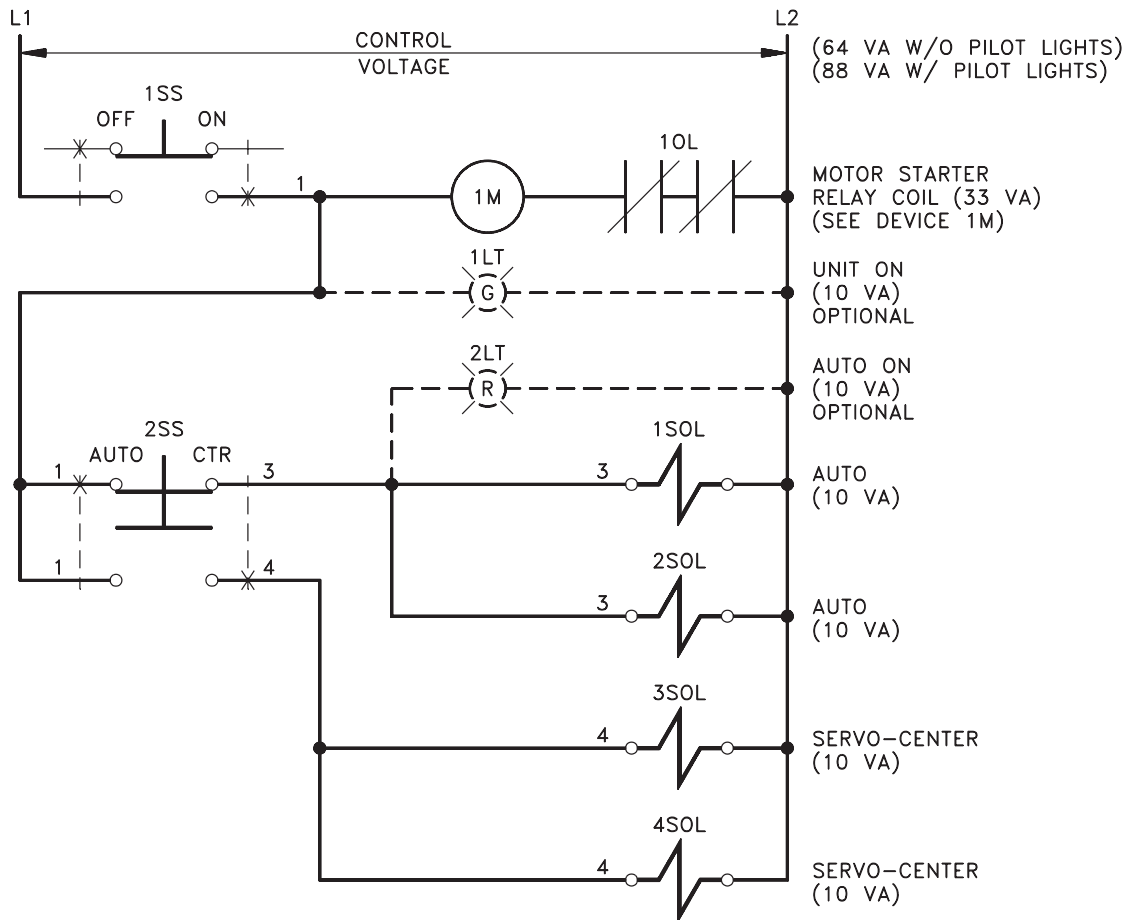 L1
L2
CONTROL
VOLTAGE
(64 VA W/O PILOT LIGHTS)
(88 VA W/ PILOT LIGHTS)
1SS
OFF ON
1
1M
1OL
MOTOR STARTER
RELAY COIL (33 VA)
(SEE DEVICE 1M)
1LT
G
UNIT ON
(10 VA)
OPTIONAL
2LT
R
AUTO ON
(10 VA)
OPTIONAL
2SS
AUTO CTR
1
3
3
1SOL
AUTO
(10 VA)
1
4
3
2SOL
AUTO
(10 VA)
4
3SOL
SERVO-CENTER
(10 VA)
4
4SOL
SERVO-CENTER
(10 VA)